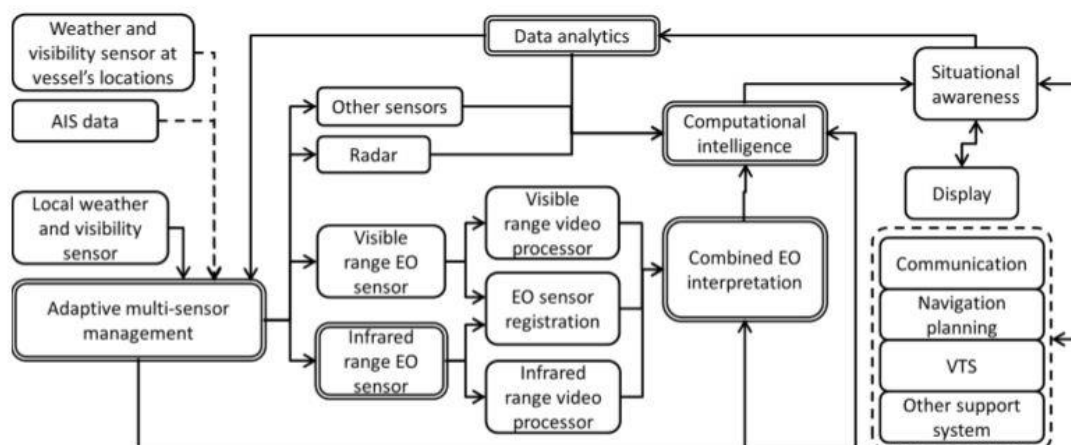 Weather and
visibility sensor at
vessel's locations
AIS data
Local weather
and visibility
sensor
Adaptive multi-sensor
management
Data analytics
Other sensors
Radar
Visible
range EO
sensor
Infrared
range EO
sensor
Visible
range video
processor
EO sensor
registration
Infrared
range video
processor
Computational
intelligence
Combined EO
interpretation
Situational
awareness
Display
Communication
Navigation
planning
VTS
Other support
system